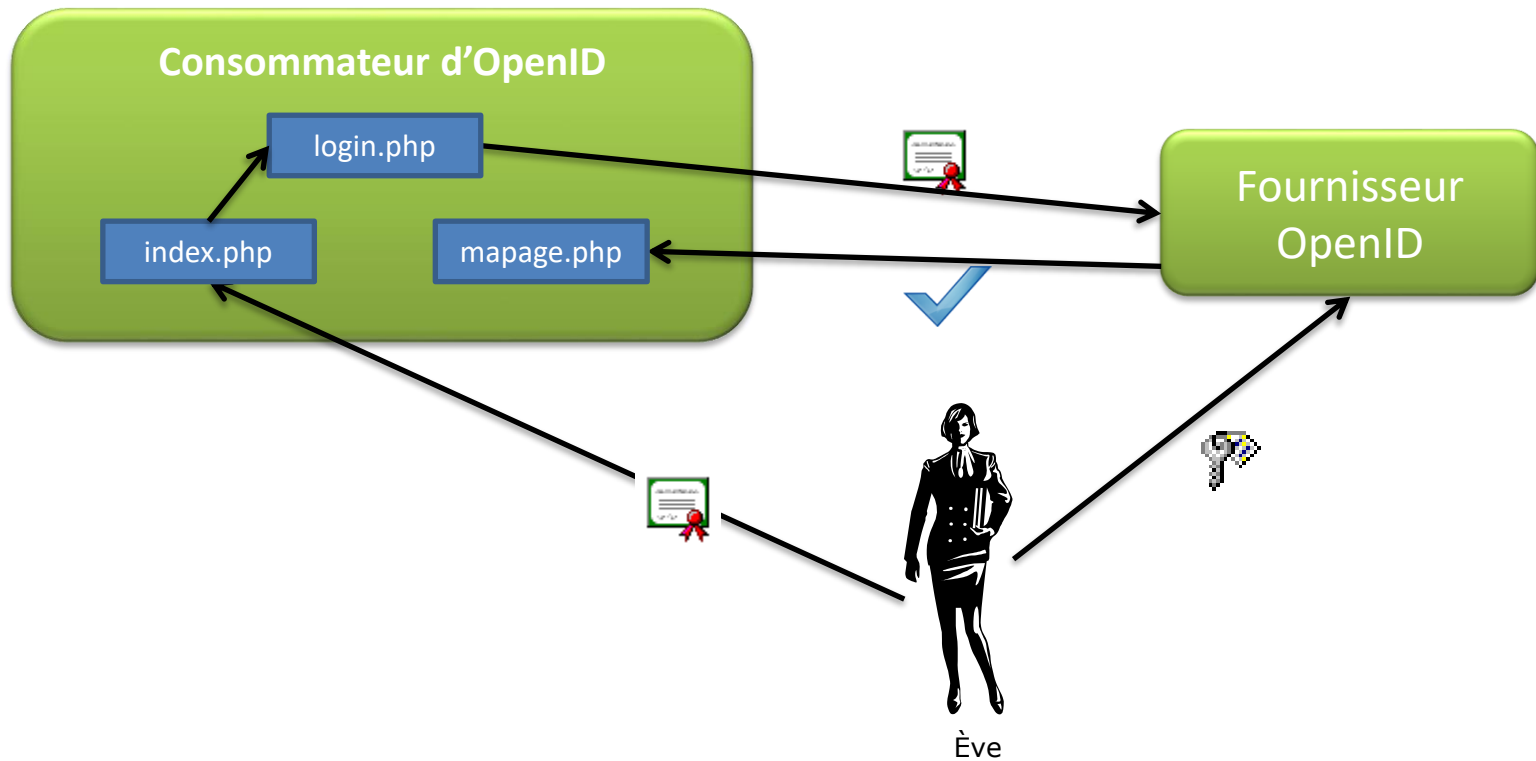 Consommateur d’OpenID
login.php
index.php
mapage.php
Fournisseur
OpenID
Ève